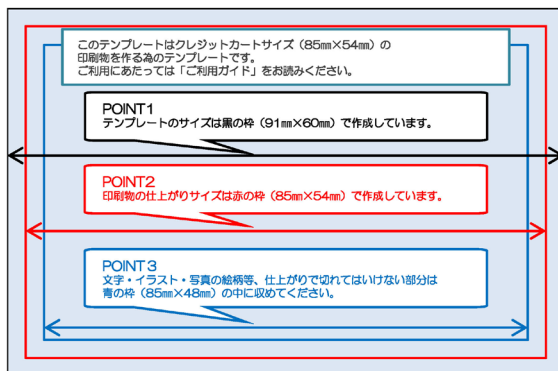 このテンプレートはクレジットカートサイズ（85㎜×54㎜）の
印刷物を作る為のテンプレートです。
ご利用にあたっては「ご利用ガイド」をお読みください。
POINT1
テンプレートのサイズは黒の枠（91㎜×60㎜）で作成しています。
POINT2
印刷物の仕上がりサイズは赤の枠（85㎜×54㎜）で作成しています。
POINT3
文字・イラスト・写真の絵柄等、仕上がりで切れてはいけない部分は
青の枠（85㎜×48㎜）の中に収めてください。